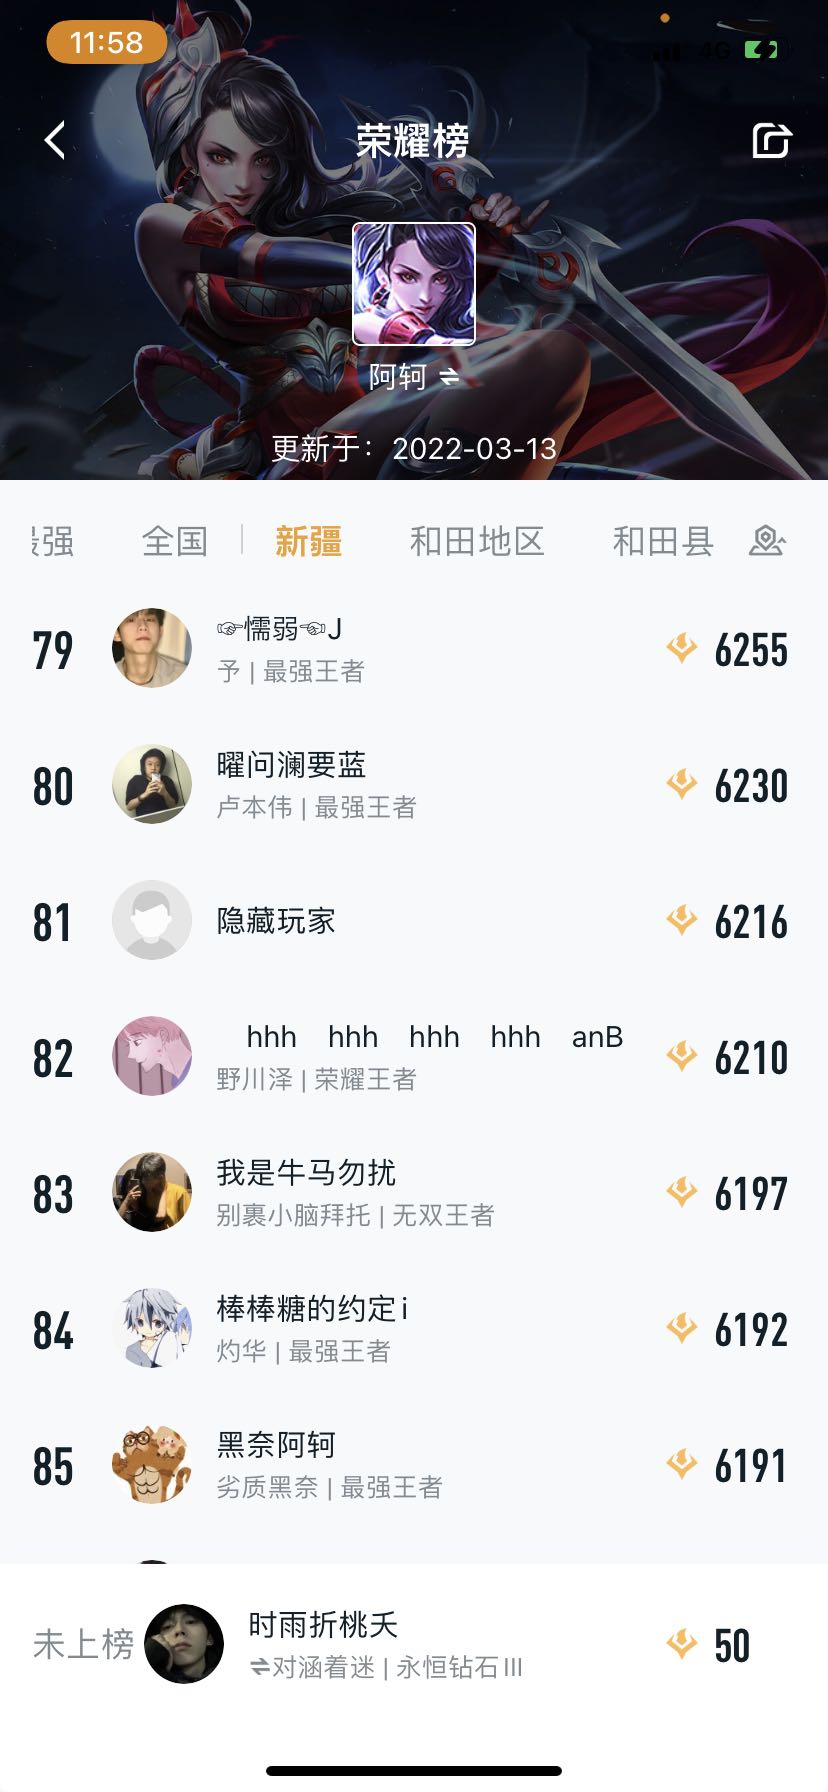 11:58
4G
荣耀榜
阿轲 ⇌
更新于： 2022-03-13
最强 全国 | 新疆 和田地区 和田县
79 ☞懦弱☜J 6255
予 | 最强王者
80 曜问澜要蓝 6230
卢本伟 | 最强王者
81 隐藏玩家 6216
82 hhh hhh hhh hhh anB 6210
野川泽 | 荣耀王者
83 我是牛马勿扰 6197
别裹小脑拜托 | 无双王者
84 棒棒糖的约定i 6192
灼华 | 最强王者
85 黑奈阿轲 6191
劣质黑奈 | 最强王者
未上榜 时雨折桃夭 50
⇌对涵着迷 | 永恒钻石III